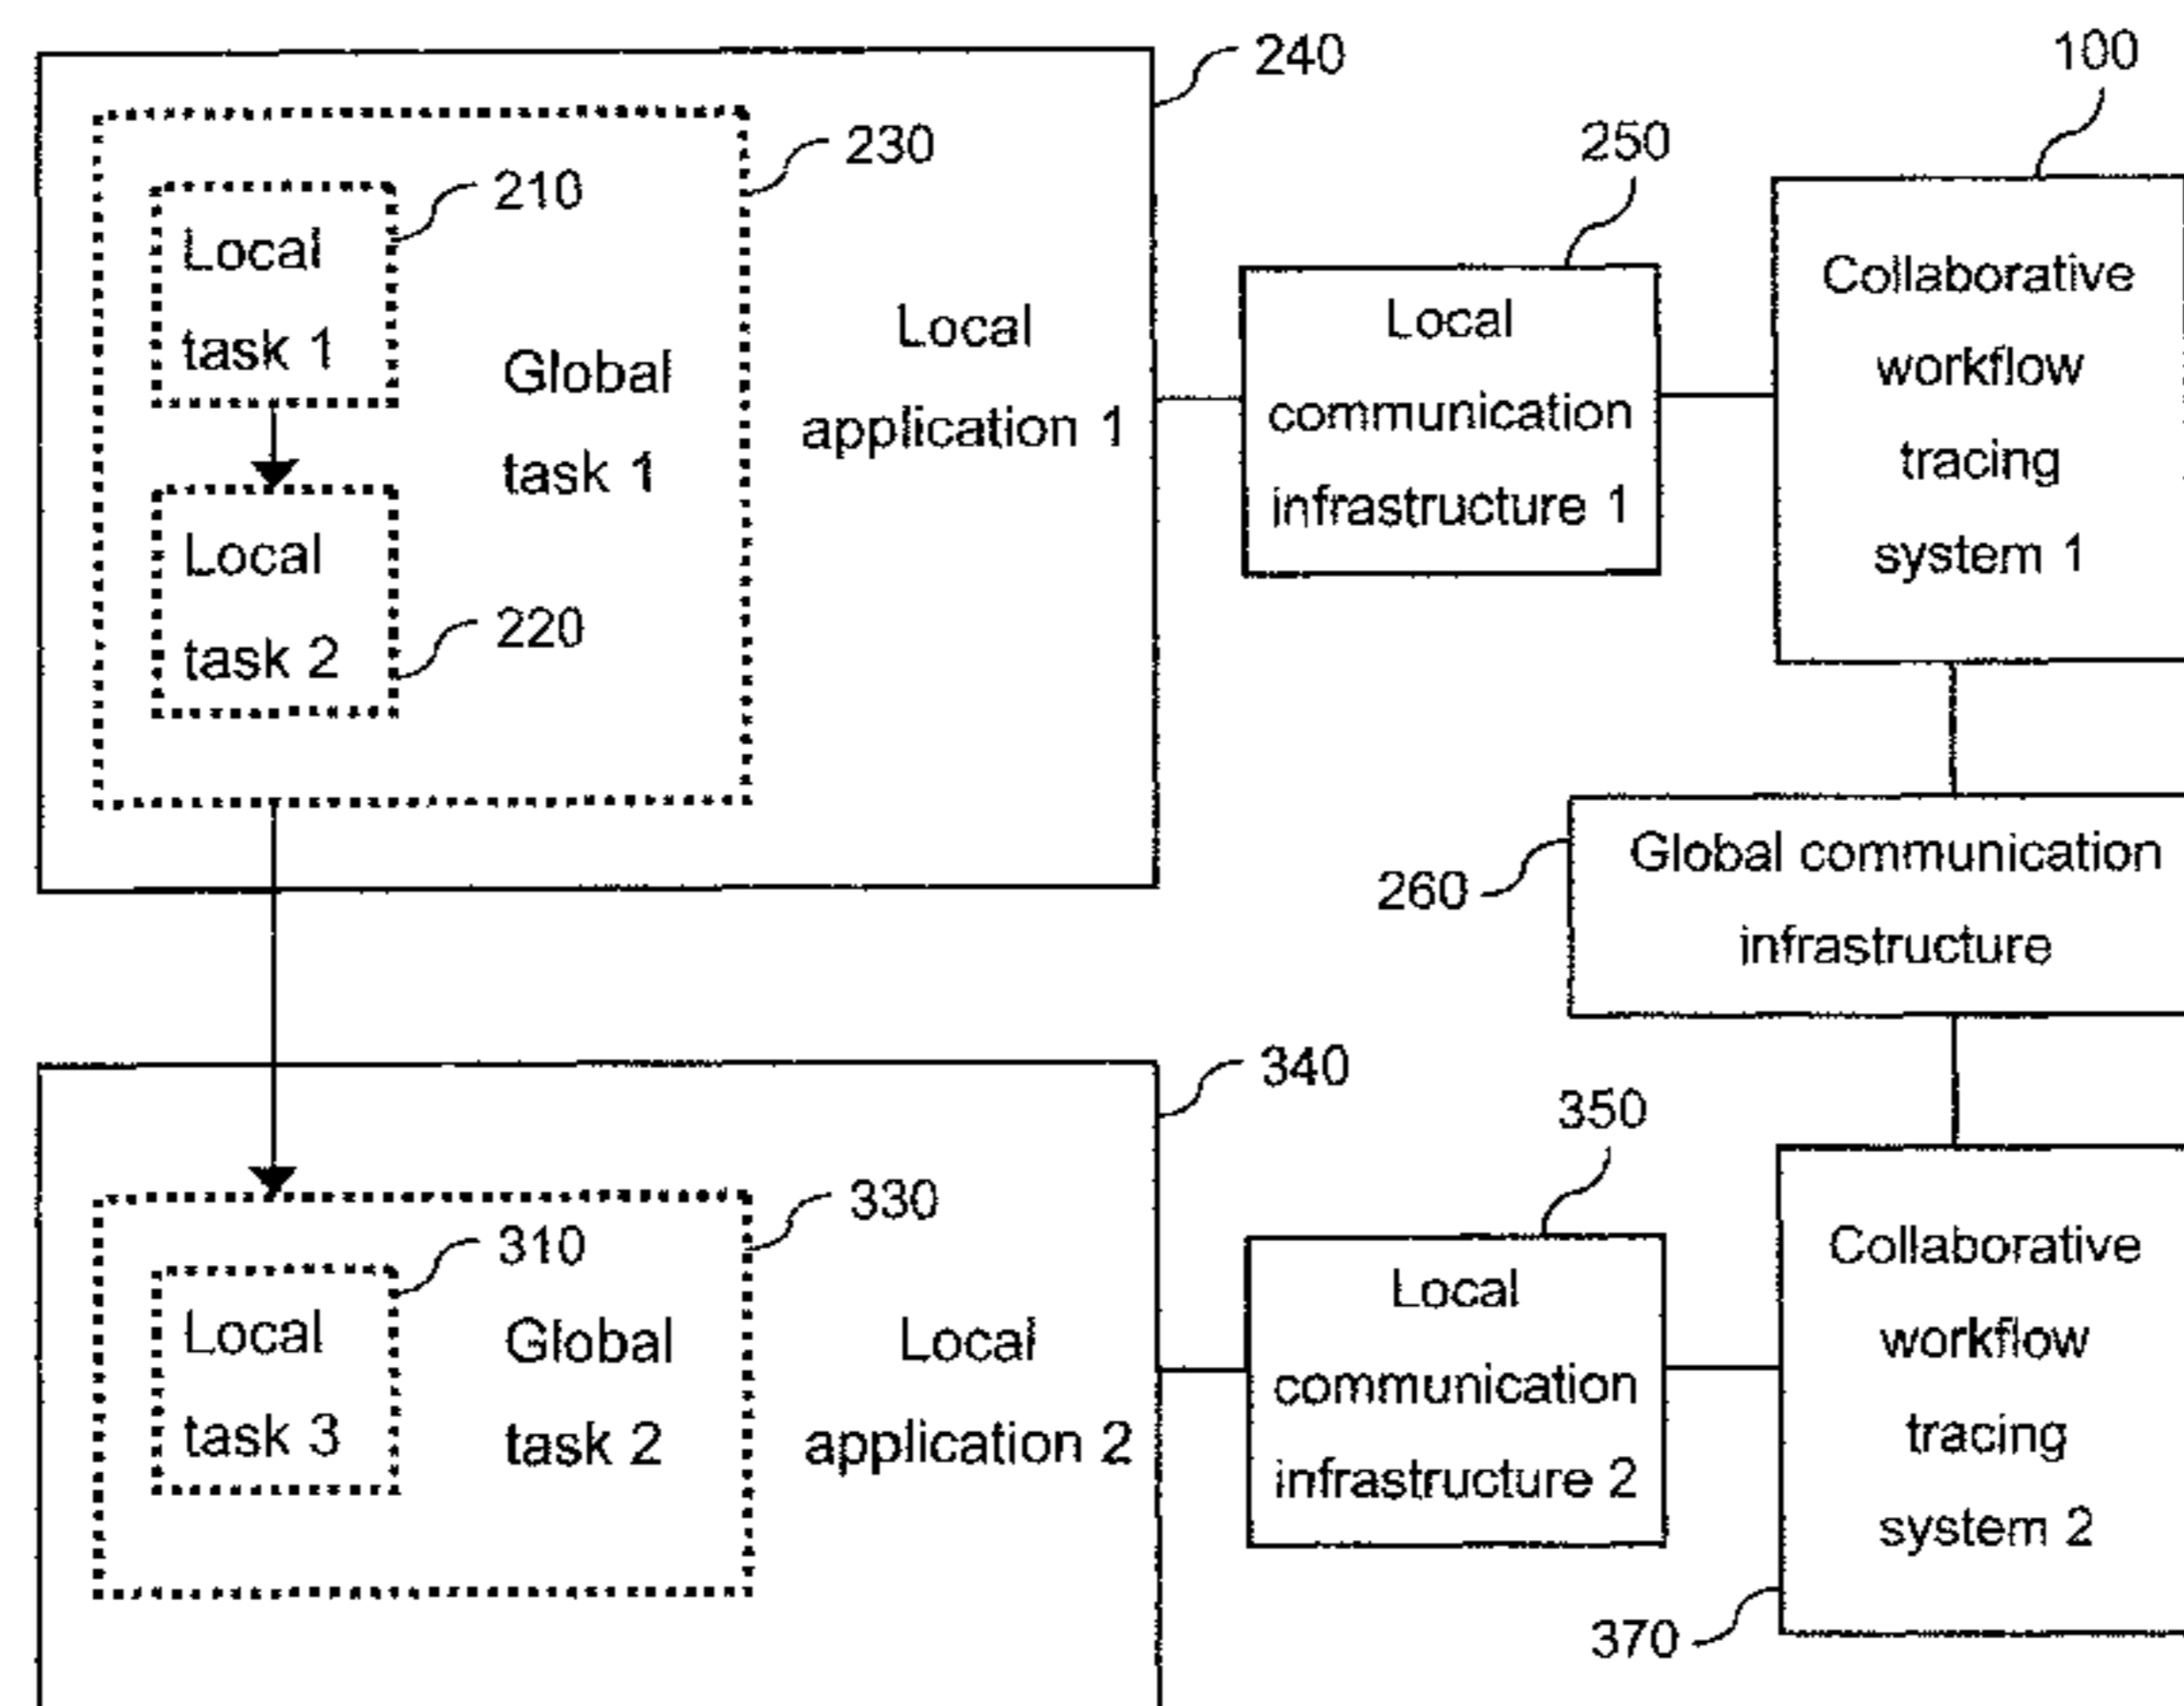 240
100
230
250
210
Local
task 1
Global
task 1
Local
application 1
Local
communication
infrastructure 1
Collaborative
workflow
tracing
system 1
Local
task 2
220
260
Global communication
infrastructure
340
350
330
310
Local
task 3
Global
task 2
Local
application 2
Local
communication
infrastructure 2
Collaborative
workflow
tracing
system 2
370